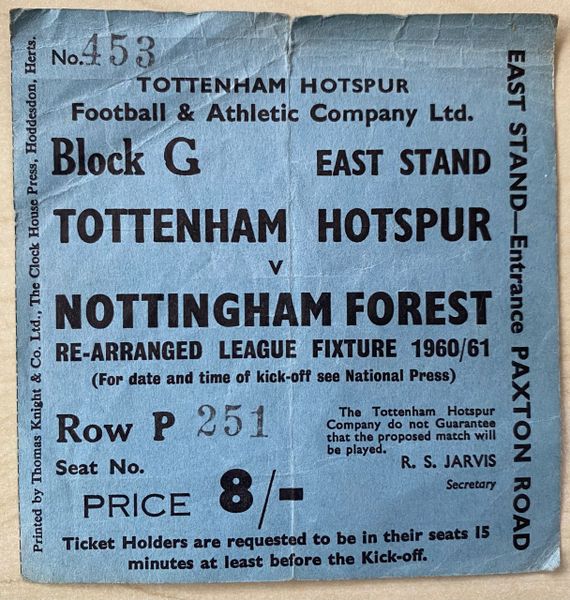 No. 453
TOTTENHAM HOTSPUR
Football & Athletic Company Ltd.
Block G EAST STAND
TOTTENHAM HOTSPUR
v
NOTTINGHAM FOREST
RE-ARRANGED LEAGUE FIXTURE 1960/61
(For date and time of kick-off see National Press)
Row P 251
Seat No.
PRICE 8/-
The Tottenham Hotspur
Company do not Guarantee
that the proposed match will
be played.
R. S. JARVIS
Secretary
Ticket Holders are requested to be in their seats 15
minutes at least before the Kick-off.
EAST STAND—Entrance PAXTON ROAD
Printed by Thomas Knight & Co. Ltd., The Clock House Press, Hoddesdon, Herts.